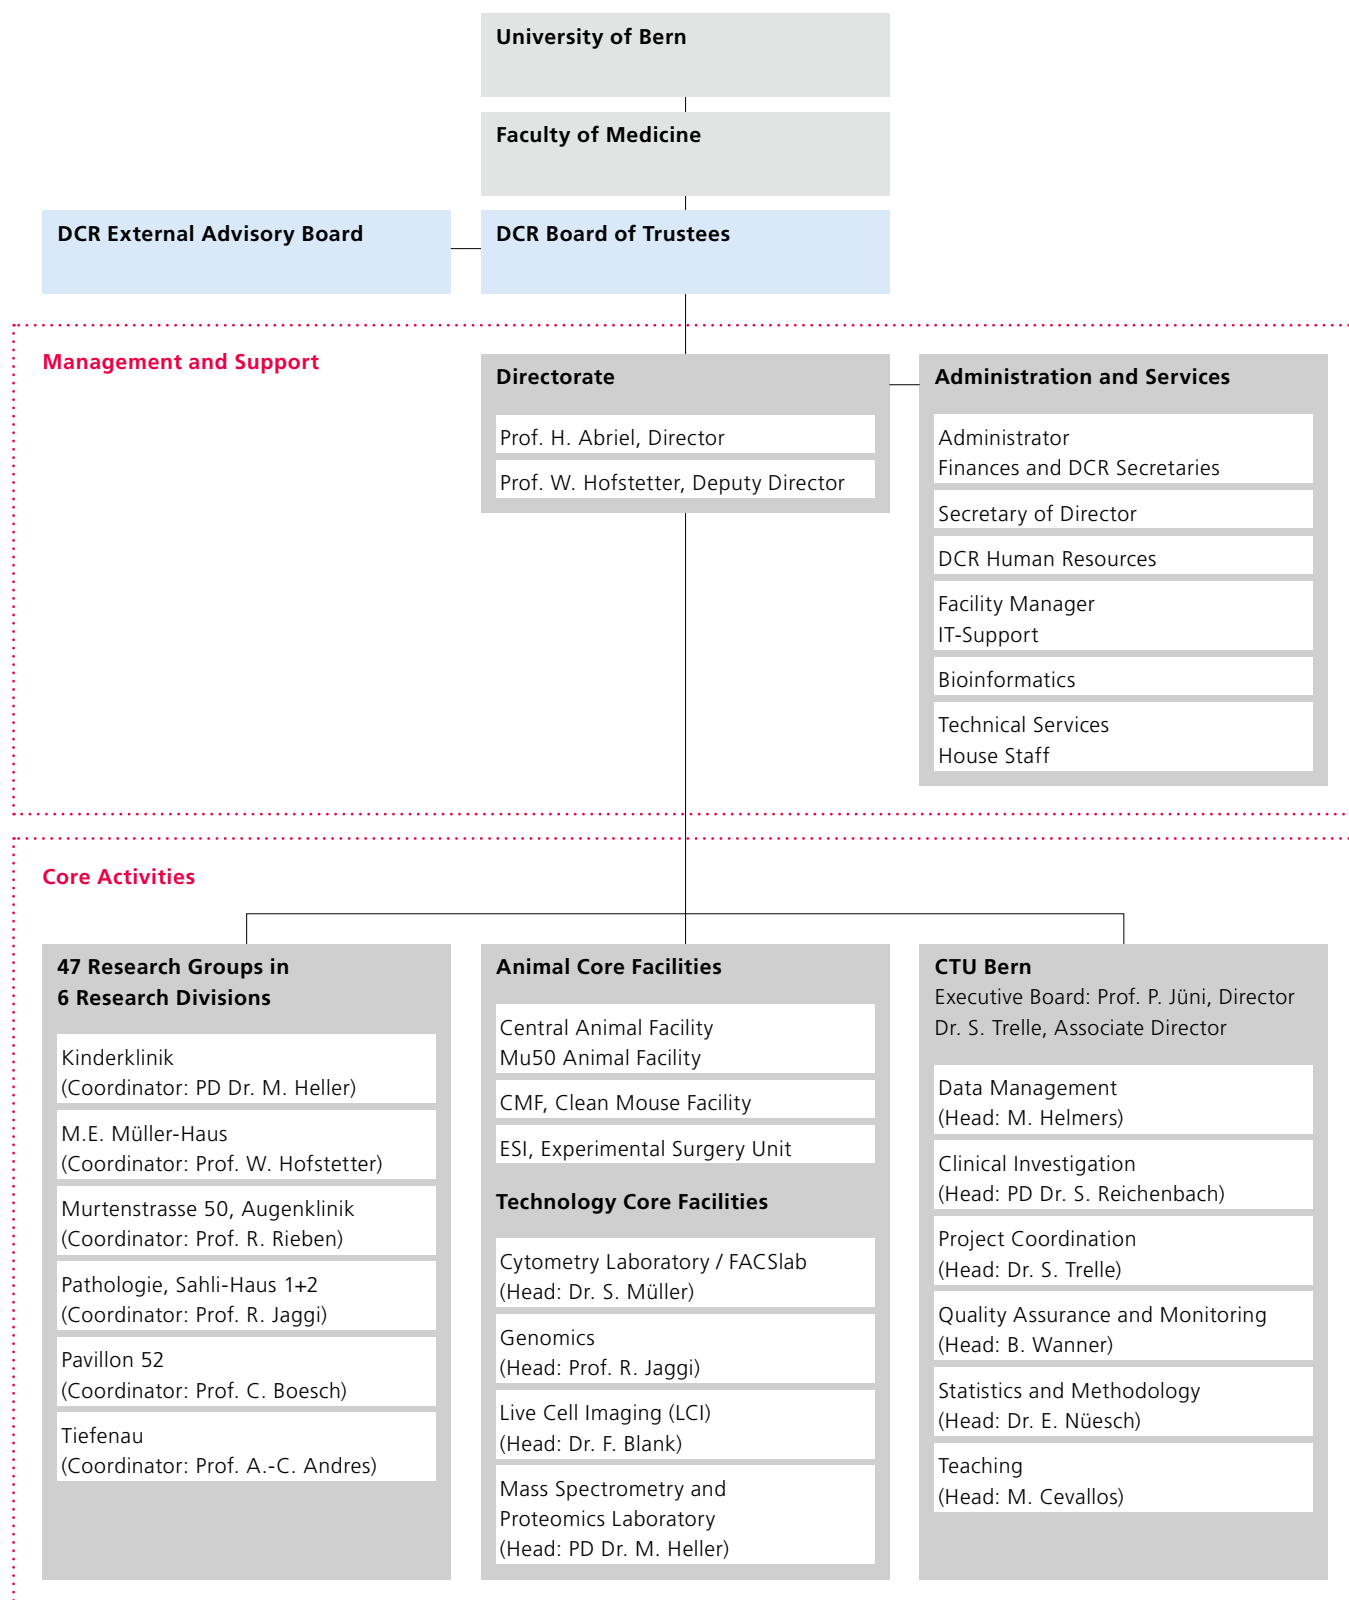 University of Bern
Faculty of Medicine
DCR External Advisory Board
DCR Board of Trustees
Management and Support
Directorate
Prof. H. Abriel, Director
Prof. W. Hofstetter, Deputy Director
Administration and Services
Administrator
Finances and DCR Secretaries
Secretary of Director
DCR Human Resources
Facility Manager
IT-Support
Bioinformatics
Technical Services
House Staff
Core Activities
47 Research Groups in
6 Research Divisions
Kinderklinik
(Coordinator: PD Dr. M. Heller)
M.E. Müller-Haus
(Coordinator: Prof. W. Hofstetter)
Murtenstrasse 50, Augenklinik
(Coordinator: Prof. R. Rieben)
Pathologie, Sahli-Haus 1+2
(Coordinator: Prof. R. Jaggi)
Pavillon 52
(Coordinator: Prof. C. Boesch)
Tiefenau
(Coordinator: Prof. A.-C. Andres)
Animal Core Facilities
Central Animal Facility
Mu50 Animal Facility
CMF, Clean Mouse Facility
ESI, Experimental Surgery Unit
Technology Core Facilities
Cytometry Laboratory / FACSlab
(Head: Dr. S. Müller)
Genomics
(Head: Prof. R. Jaggi)
Live Cell Imaging (LCI)
(Head: Dr. F. Blank)
Mass Spectrometry and
Proteomics Laboratory
(Head: PD Dr. M. Heller)
CTU Bern
Executive Board: Prof. P. Jüni, Director
Dr. S. Trelle, Associate Director
Data Management
(Head: M. Helmers)
Clinical Investigation
(Head: PD Dr. S. Reichenbach)
Project Coordination
(Head: Dr. S. Trelle)
Quality Assurance and Monitoring
(Head: B. Wanner)
Statistics and Methodology
(Head: Dr. E. Nüesch)
Teaching
(Head: M. Cevallos)